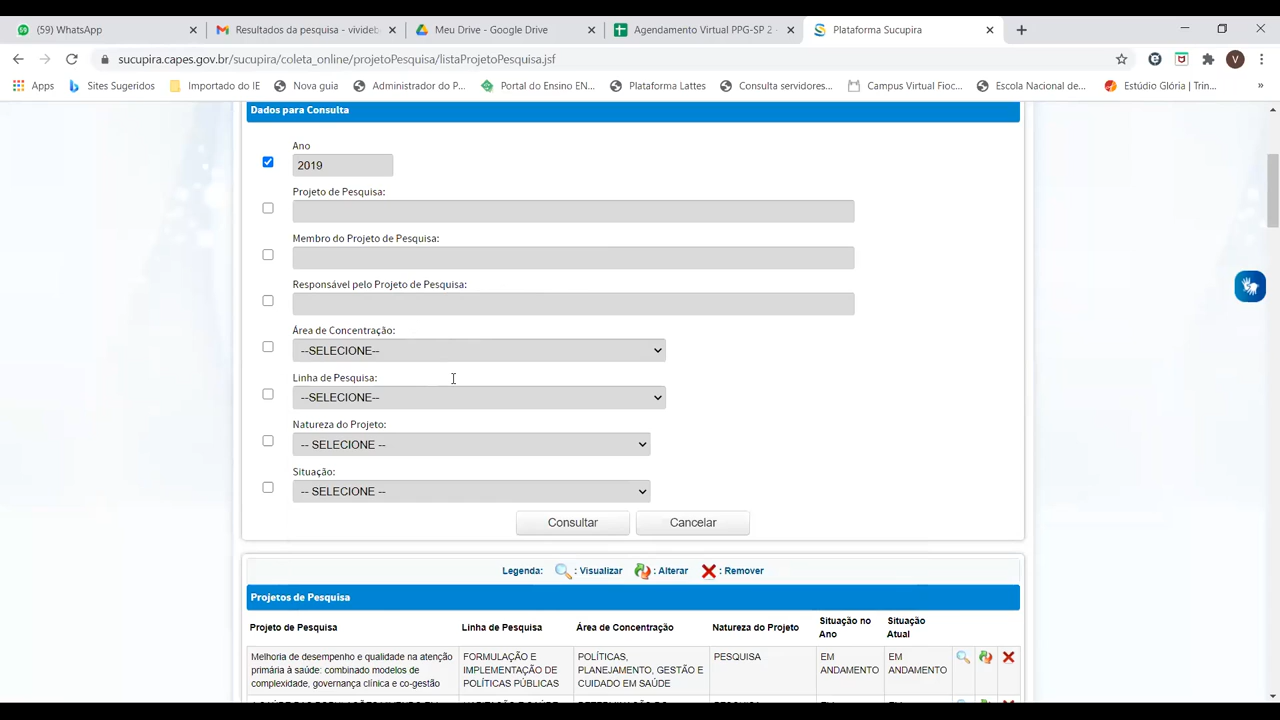 (59) WhatsApp
Resultados da pesquisa - vivideb
Meu Drive - Google Drive
Agendamento Virtual PPG-SP 2
Plataforma Sucupira
sucupira.capes.gov.br/sucupira/coleta_online/projetoPesquisa/listaProjetoPesquisa.jsf
V
Apps
Sites Sugeridos
Importado do IE
Nova guia
Administrador do P...
Portal do Ensino EN...
Plataforma Lattes
Consulta servidores...
Campus Virtual Fioc...
Escola Nacional de...
Estúdio Glória | Trin...
»
Dados para Consulta
Ano
2019
Projeto de Pesquisa:
Membro do Projeto de Pesquisa:
Responsável pelo Projeto de Pesquisa:
Área de Concentração:
--SELECIONE--
Linha de Pesquisa:
--SELECIONE--
Natureza do Projeto:
-- SELECIONE --
Situação:
-- SELECIONE --
Consultar Cancelar
Legenda: : Visualizar : Alterar : Remover
Projetos de Pesquisa
Projeto de Pesquisa
Linha de Pesquisa
Área de Concentração
Natureza do Projeto
Situação no
Ano
Situação
Atual
Melhoria de desempenho e qualidade na atenção
primária à saúde: combinado modelos de
complexidade, governança clínica e co-gestão
FORMULAÇÃO E
IMPLEMENTAÇÃO DE
POLÍTICAS PÚBLICAS
POLÍTICAS,
PLANEJAMENTO, GESTÃO E
CUIDADO EM SAÚDE
PESQUISA
EM
ANDAMENTO
EM
ANDAMENTO